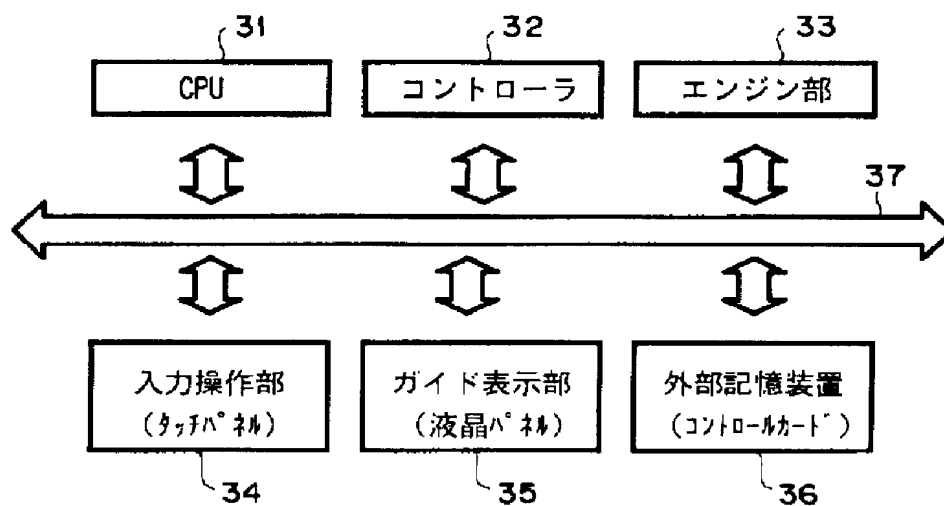 31
32
33
CPU
コントローラ
エンジン部
37
入力操作部
(ﾀｯﾁﾊﾟﾈﾙ)
ガイド表示部
(液晶ﾊﾟﾈﾙ)
外部記憶装置
(ｺﾝﾄﾛｰﾙｶｰﾄﾞ)
34
35
36